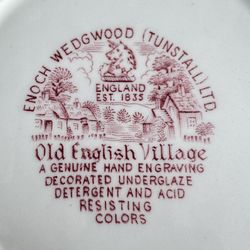 ENOCH WEDGWOOD (TUNSTALL) LTD.
ENGLAND
EST. 1835
Old English Village
A GENUINE HAND ENGRAVING
DECORATED UNDERGLAZE
DETERGENT AND ACID
RESISTING
COLORS